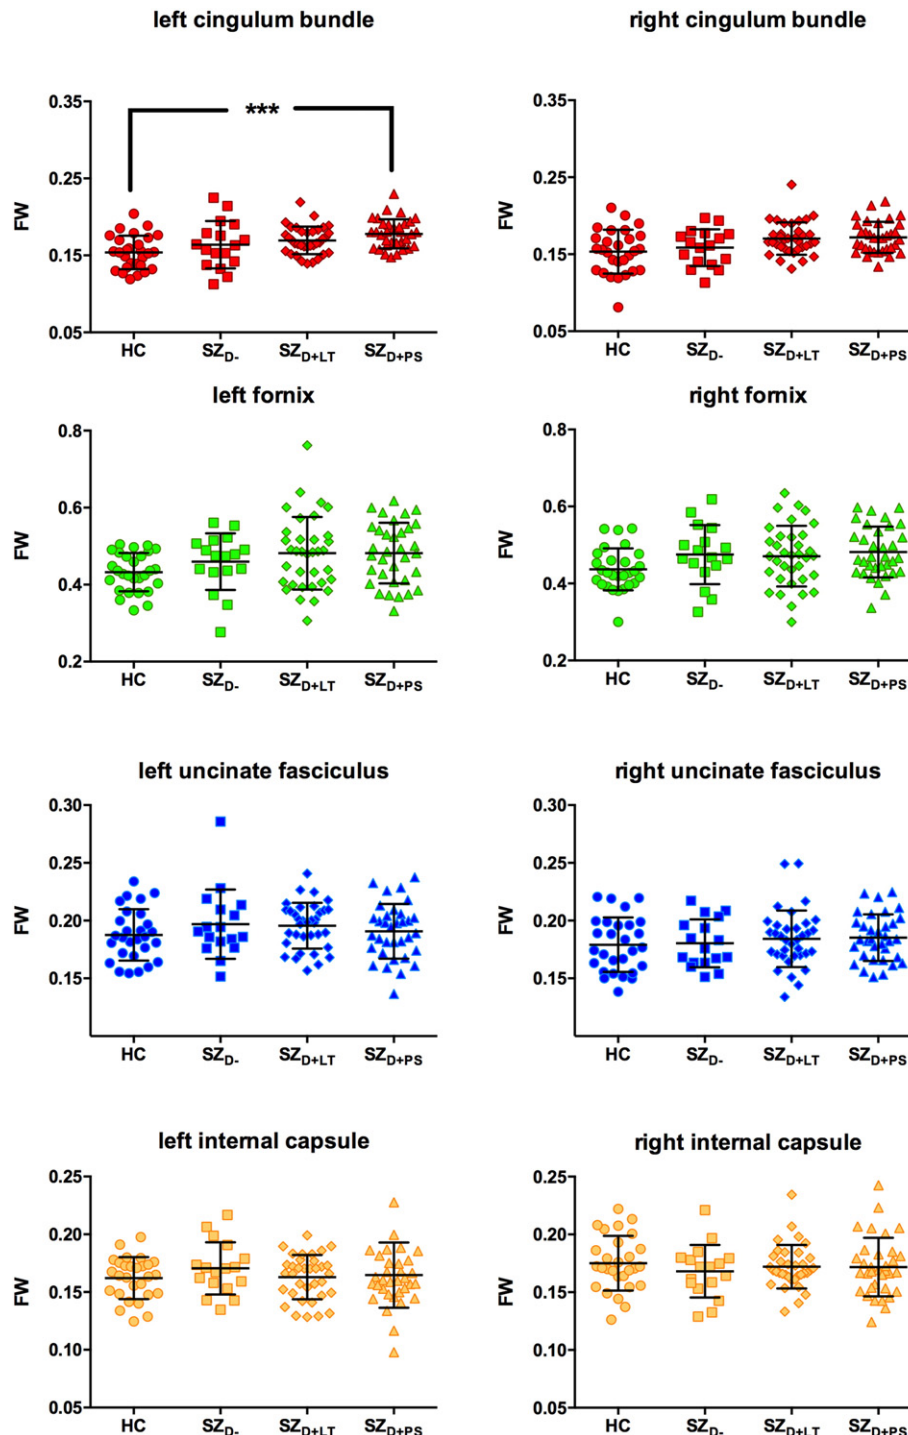 left cingulum bundle
right cingulum bundle
0.35
***
0.25
FW
0.15
0.05
HC
SZD-
SZD+LT
SZD+PS
0.35
0.25
FW
0.15
0.05
HC
SZD-
SZD+LT
SZD+PS
left fornix
right fornix
0.8
0.6
FW
0.4
0.2
HC
SZD-
SZD+LT
SZD+PS
0.8
0.6
FW
0.4
0.2
HC
SZD-
SZD+LT
SZD+PS
left uncinate fasciculus
right uncinate fasciculus
0.30
0.25
FW
0.20
0.15
HC
SZD-
SZD+LT
SZD+PS
0.30
0.25
FW
0.20
0.15
HC
SZD-
SZD+LT
SZD+PS
left internal capsule
right internal capsule
0.25
0.20
FW
0.15
0.10
0.05
HC
SZD-
SZD+LT
SZD+PS
0.25
0.20
FW
0.15
0.10
0.05
HC
SZD-
SZD+LT
SZD+PS